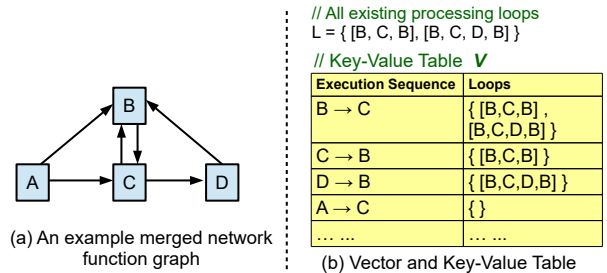 B
A
C
D
(a) An example merged network
function graph
// All existing processing loops
L = { [B, C, B], [B, C, D, B] }
// Key-Value Table V
Execution Sequence Loops
B → C { [B,C,B] ,
[B,C,D,B] }
C → B { [B,C,B] }
D → B { [B,C,D,B] }
A → C { }
... ... ... ...
(b) Vector and Key-Value Table